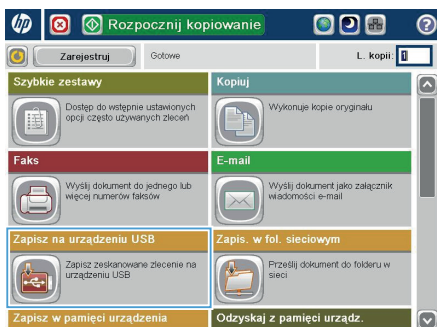 hp
Rozpocznij kopiowanie
?
Zarejestruj
Gotowe
L. kopii: 1
Szybkie zestawy
Kopiuj
Dostęp do wstępnie ustawionych
opcji często używanych zleceń
Wykonuje kopie oryginału
Faks
E-mail
Wyślij dokument do jednego lub
więcej numerów faksów
Wyślij dokument jako załącznik
wiadomości e-mail
Zapisz na urządzeniu USB
Zapis. w fol. sieciowym
Zapisz zeskanowane zlecenie na
urządzeniu USB
Prześlij dokument do folderu w
sieci
Zapisz w pamięci urządzenia
Odzyskaj z pamięci urządz.